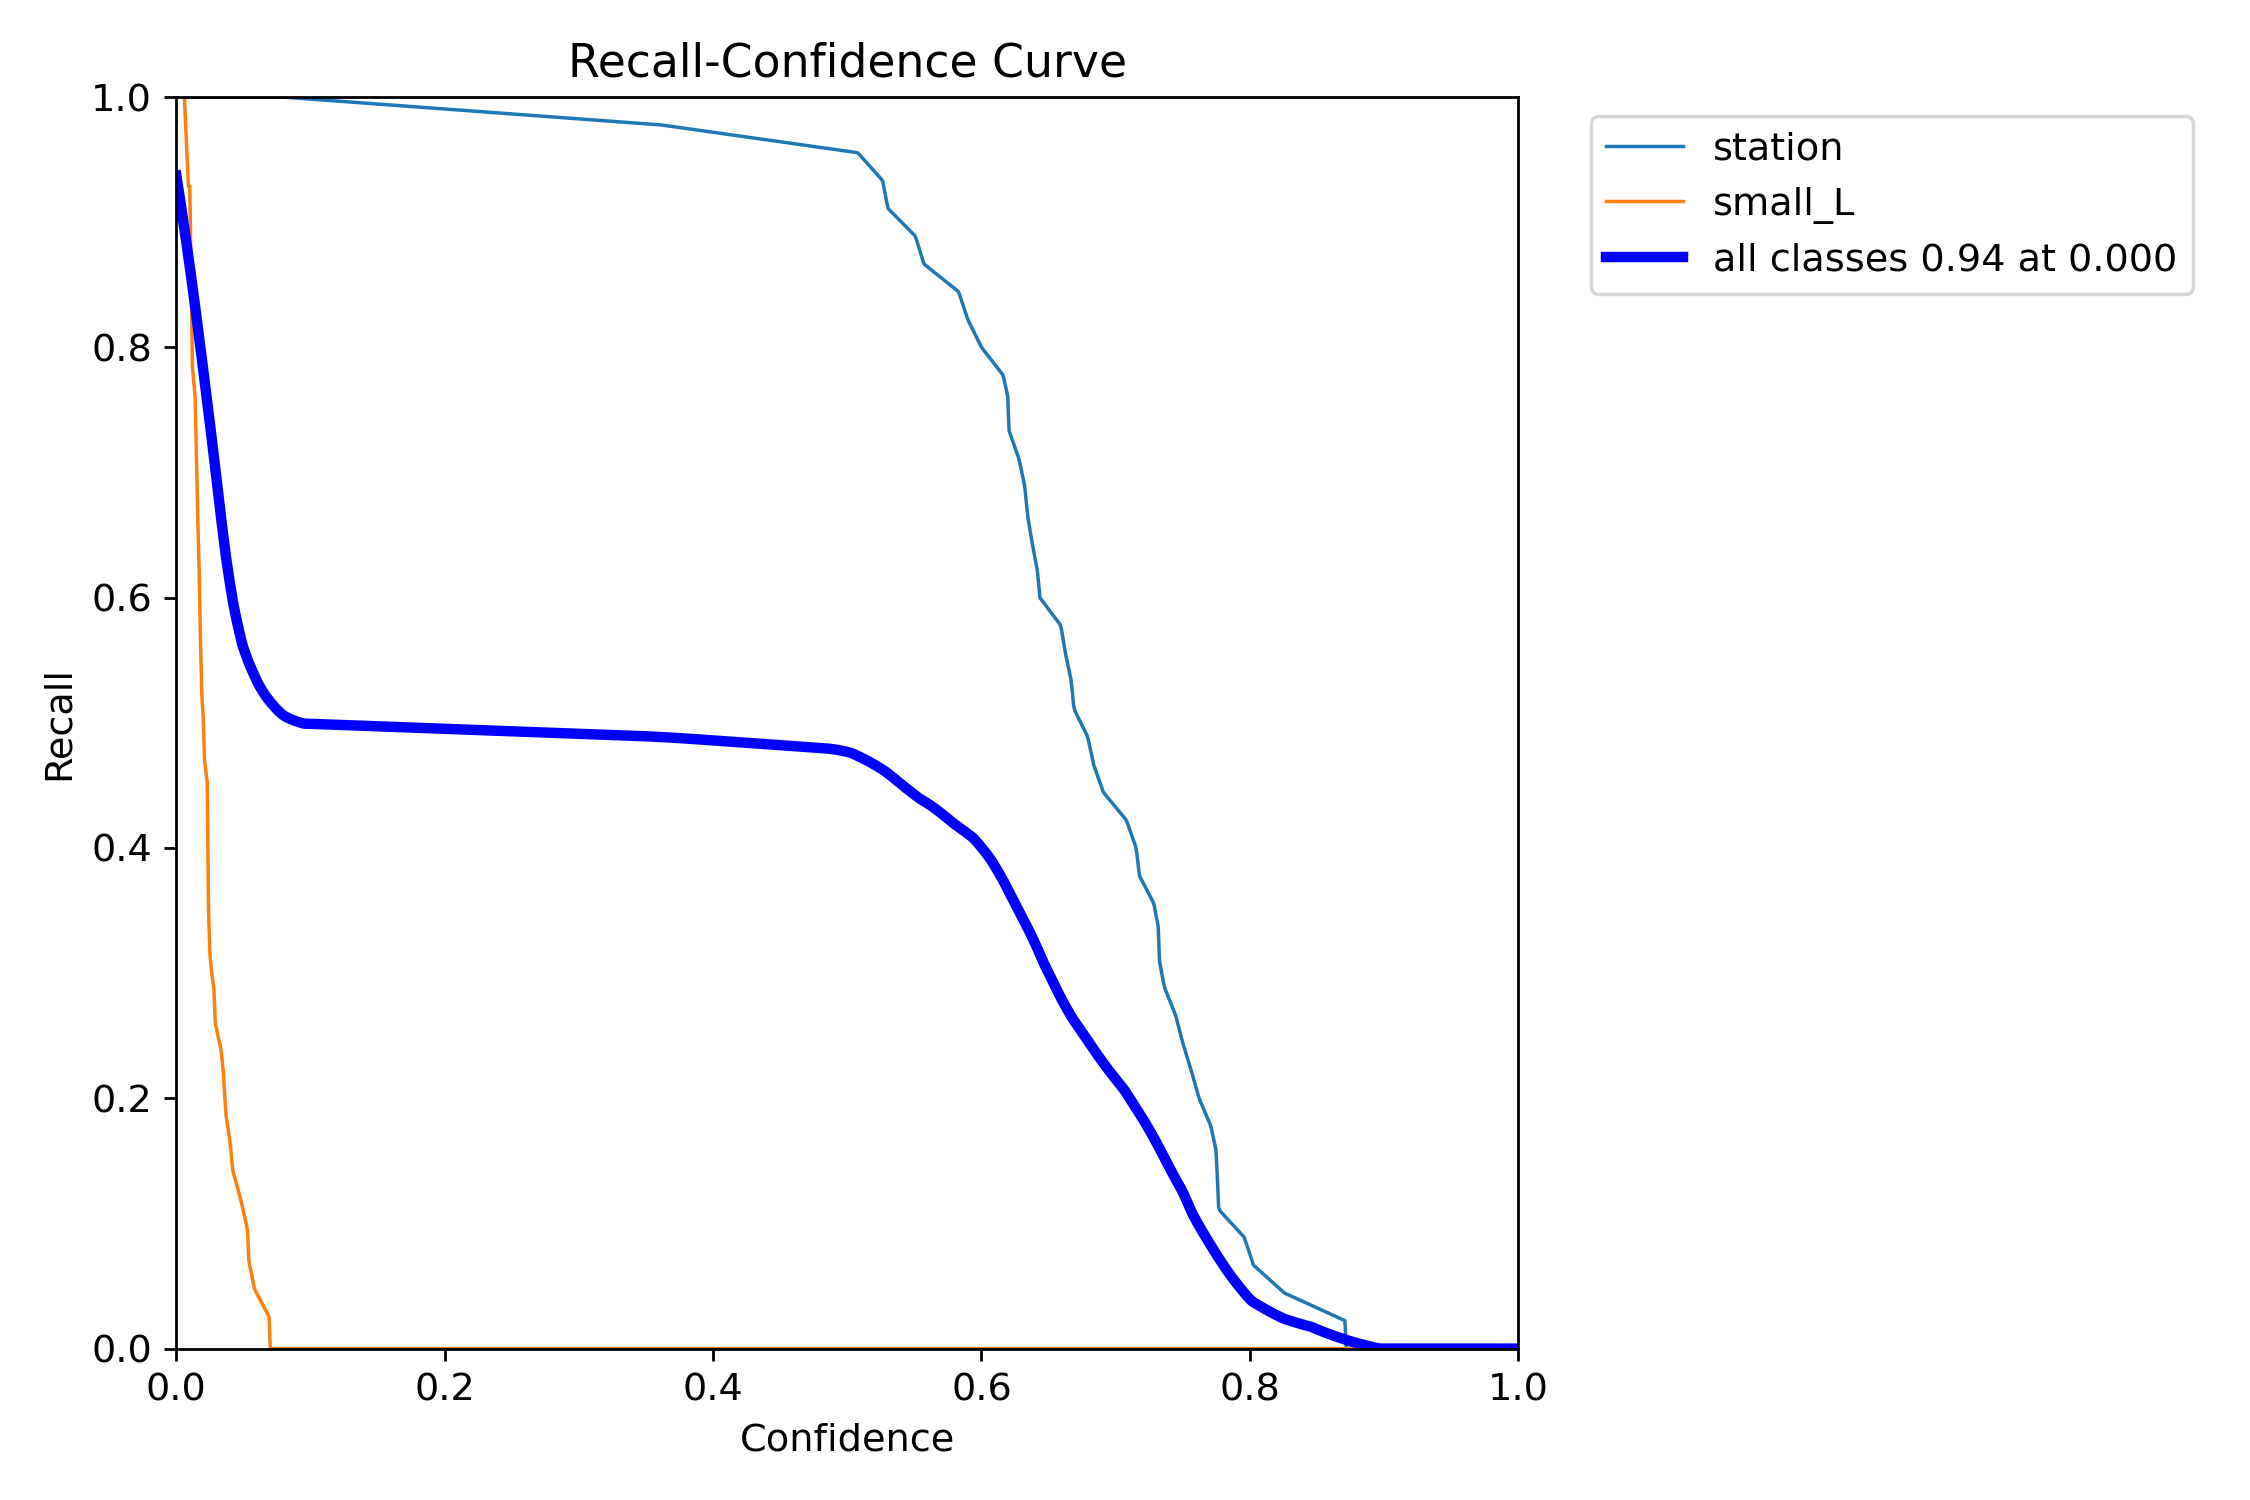 Recall-Confidence Curve
1.0
0.8
0.6
0.4
0.2
0.0
Recall
0.0 0.2 0.4 0.6 0.8 1.0
Confidence
station
small_L
all classes 0.94 at 0.000